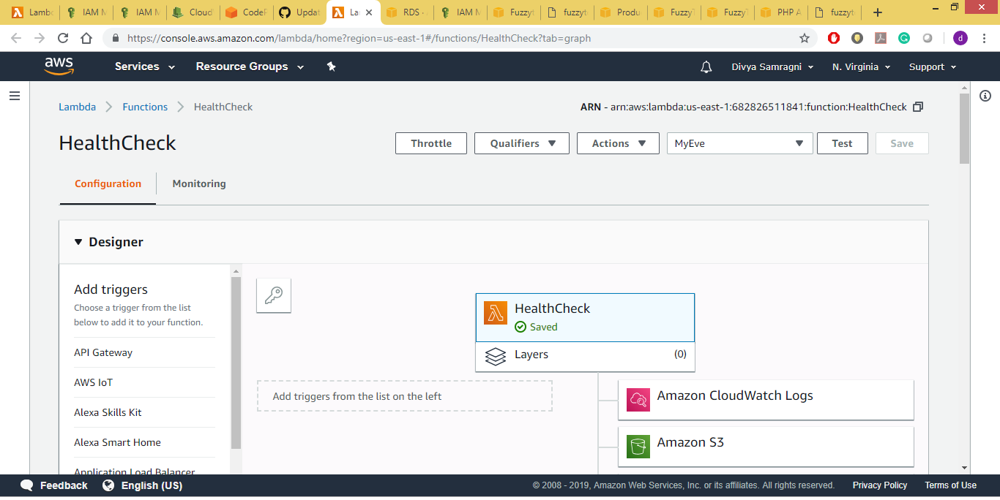 Lambd IAM M IAM M Cloud CodeP Updat La RDS - IAM M Fuzzyt fuzzyt Produ FuzzyT FuzzyT PHP A fuzzyt
https://console.aws.amazon.com/lambda/home?region=us-east-1#/functions/HealthCheck?tab=graph d
aws Services Resource Groups Divya Samragni N. Virginia Support
Lambda Functions HealthCheck ARN - arn:aws:lambda:us-east-1:682826511841:function:HealthCheck
HealthCheck Throttle Qualifiers Actions MyEve Test Save
Configuration Monitoring
Designer
Add triggers
Choose a trigger from the list
below to add it to your function.
API Gateway
AWS IoT
Alexa Skills Kit
Alexa Smart Home
Application Load Balancer
HealthCheck
Saved
Layers (0)
Add triggers from the list on the left
Amazon CloudWatch Logs
Amazon S3
Feedback English (US) © 2008 - 2019, Amazon Web Services, Inc. or its affiliates. All rights reserved. Privacy Policy Terms of Use